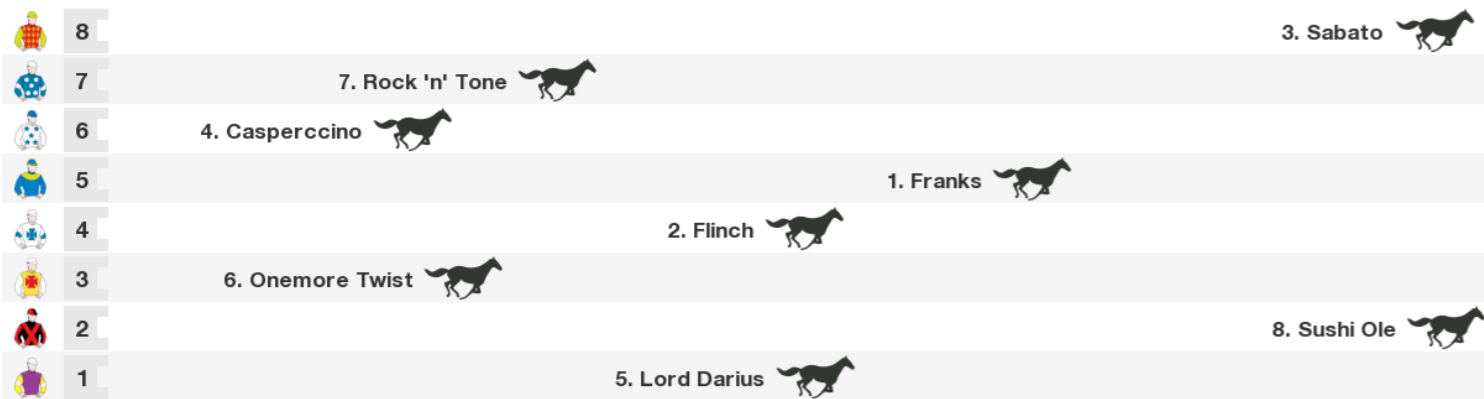 8 3. Sabato
7 7. Rock 'n' Tone
6 4. Casperccino
5 1. Franks
4 2. Flinch
3 6. Onemore Twist
2 8. Sushi Ole
1 5. Lord Darius